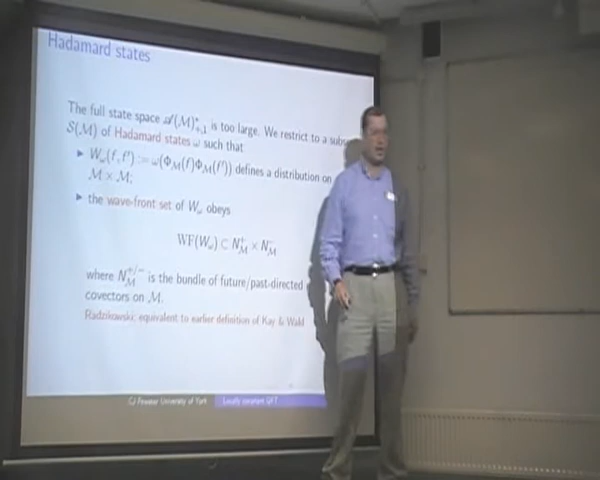 Hadamard states
The full state space 𝒜(ℳ)*₊,₁ is too large. We restrict to a
S(ℳ) of Hadamard states ω such that
▶ W_ω(f, f′) := ω(Φ_ℳ(f)Φ_ℳ(f′)) defines a distribution on
ℳ × ℳ;
▶ the wave-front set of W_ω obeys
WF(W_ω) ⊂ N⁺_ℳ × N⁻_ℳ
where N^{+/−}_ℳ is the bundle of future/past-directed
covectors on ℳ.
Radzikowski: equivalent to earlier definition of Kay & Wald
CJ Fewster University of York Locally covariant QFT